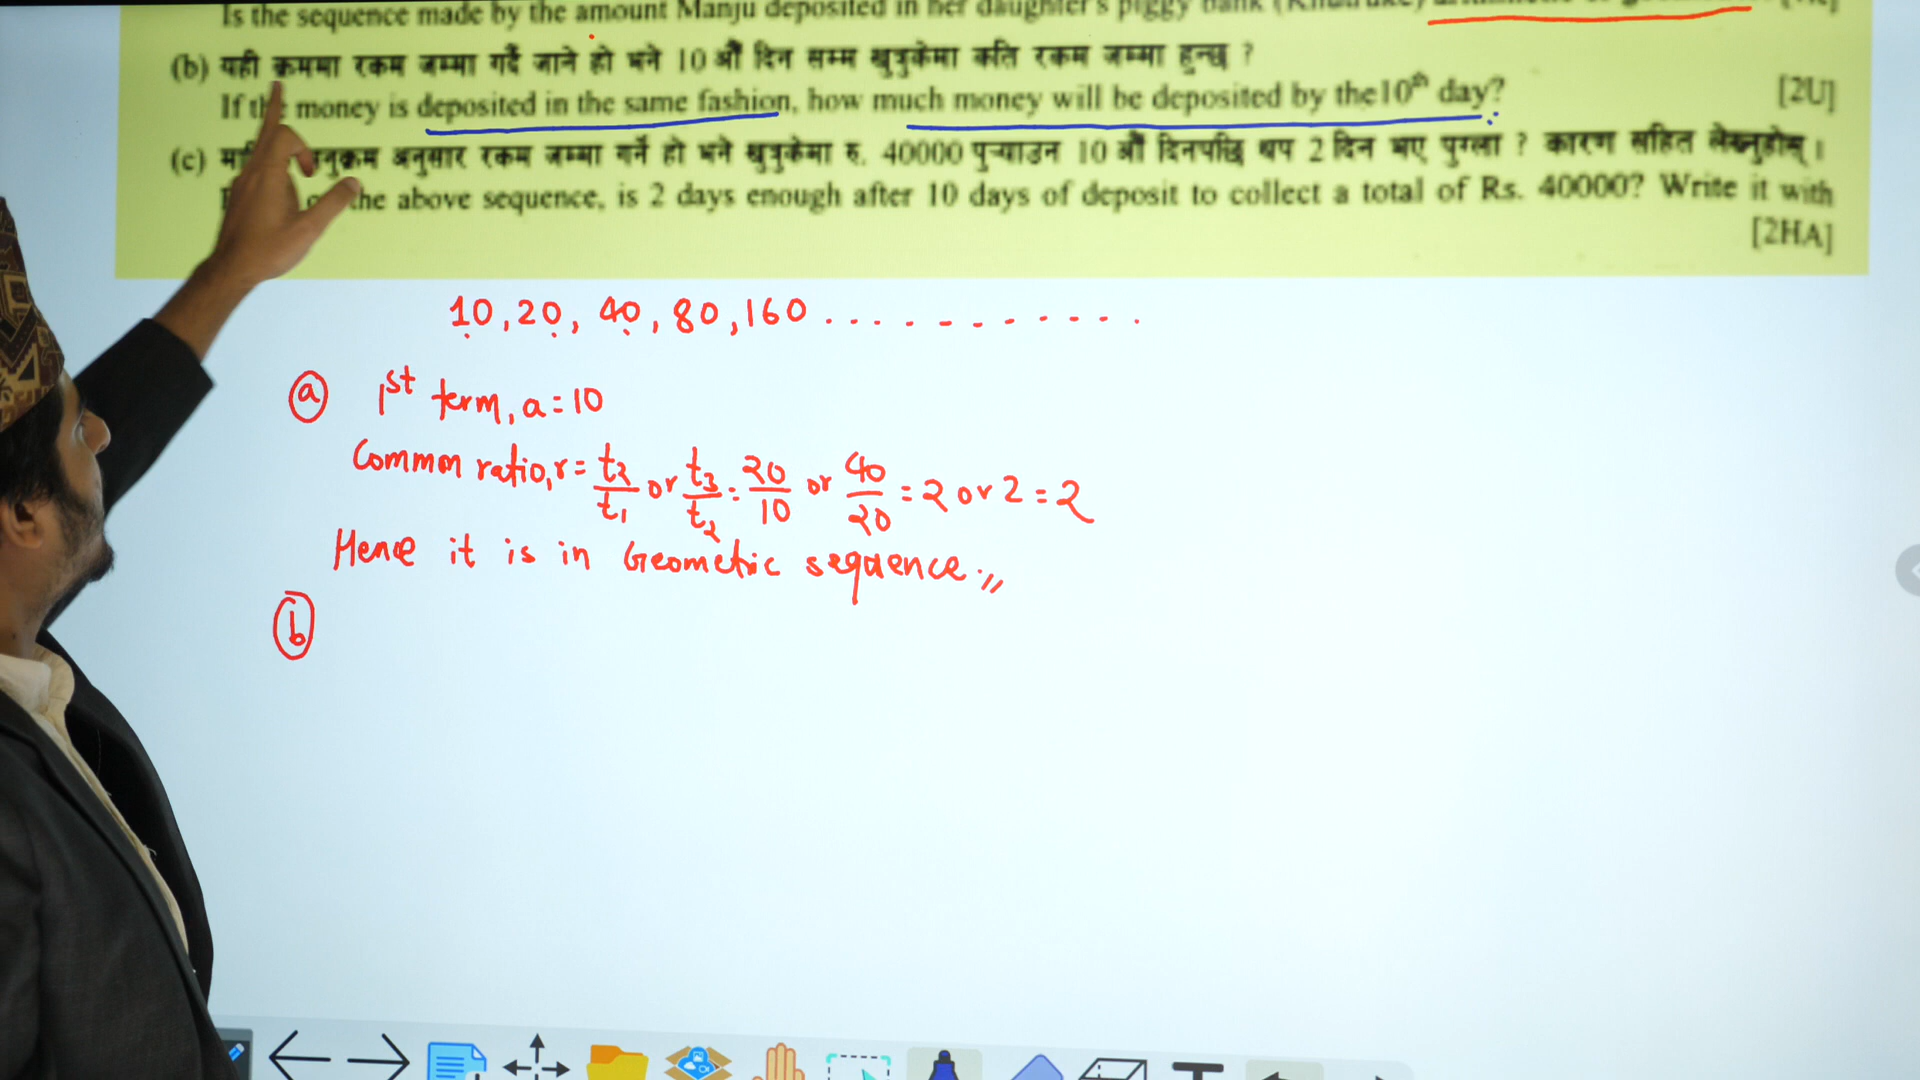 Is the sequence made by the amount Manju deposited in her daughter's piggy bank
(b) यही क्रममा रकम जम्मा गर्दै जाने हो भने 10 औं दिन सम्म खुत्रुकेमा कति रकम जम्मा हुन्छ ?
If the money is deposited in the same fashion, how much money will be deposited by the10th day? [2U]
(c) अनुसार रकम जम्मा गर्ने हो भने खुत्रुकेमा रु. 40000 पुऱ्याउन 10 औं दिनपछि थप 2 दिन भए पुग्ला ? कारण सहित लेख्नुहोस् ।
the above sequence, is 2 days enough after 10 days of deposit to collect a total of Rs. 40000? Write it with
[2HA]
10, 20, 40, 80, 160 . . . . . . . . . . .
(a) 1st term, a = 10
Common ratio, r = t2/t1 or t3/t2 = 20/10 or 40/20 = 2 or 2 = 2
Hence it is in Geometric sequence.//
(b)